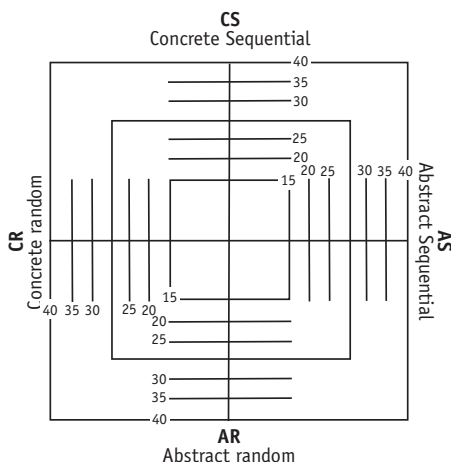 CS
Concrete Sequential
40
35
30
25
20
15
20 25
30 35
40
AS
Abstract Sequential
CR
Concrete random
40 35 30
25 20
15
20
25
30
35
40
AR
Abstract random